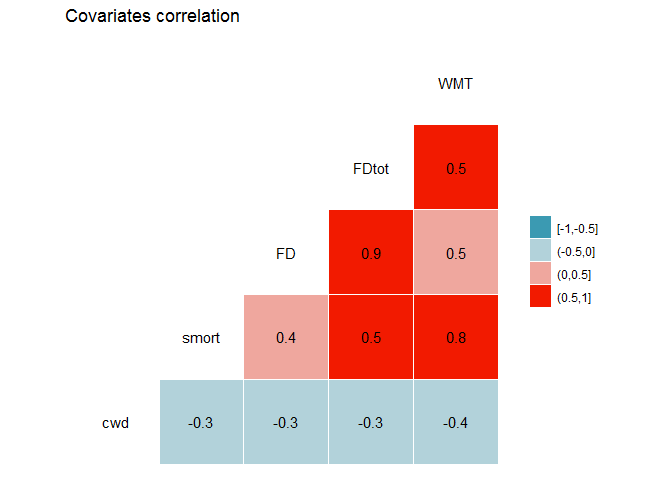 Covariates correlation
WMT
FDtot
0.5
FD
0.9
0.5
smort
0.4
0.5
0.8
cwd
-0.3
-0.3
-0.3
-0.4
[-1,-0.5]
(-0.5,0]
(0,0.5]
(0.5,1]